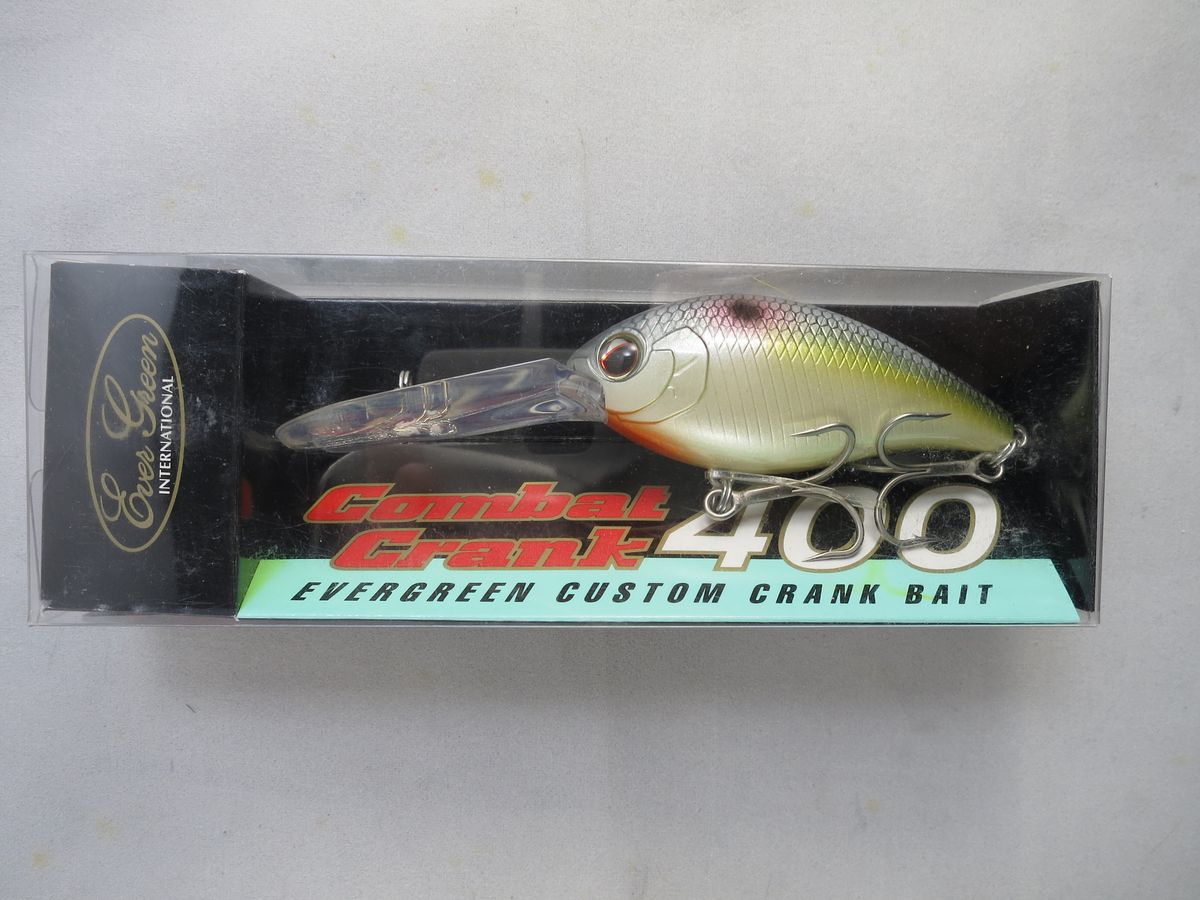 Ever Green
INTERNATIONAL
Combat
Crank 400
EVERGREEN CUSTOM CRANK BAIT